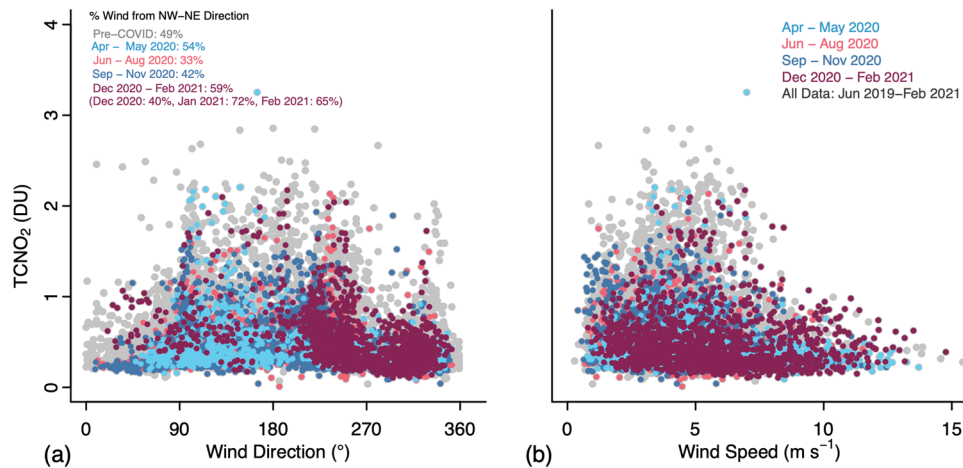 % Wind from NW–NE Direction
Pre–COVID: 49%
Apr – May 2020: 54%
Jun – Aug 2020: 33%
Sep – Nov 2020: 42%
Dec 2020 – Feb 2021: 59%
(Dec 2020: 40%, Jan 2021: 72%, Feb 2021: 65%)
TCNO₂ (DU)
4
3
2
1
0
0 90 180 270 360
(a) Wind Direction (°)
Apr – May 2020
Jun – Aug 2020
Sep – Nov 2020
Dec 2020 – Feb 2021
All Data: Jun 2019–Feb 2021
0 5 10 15
(b) Wind Speed (m s⁻¹)